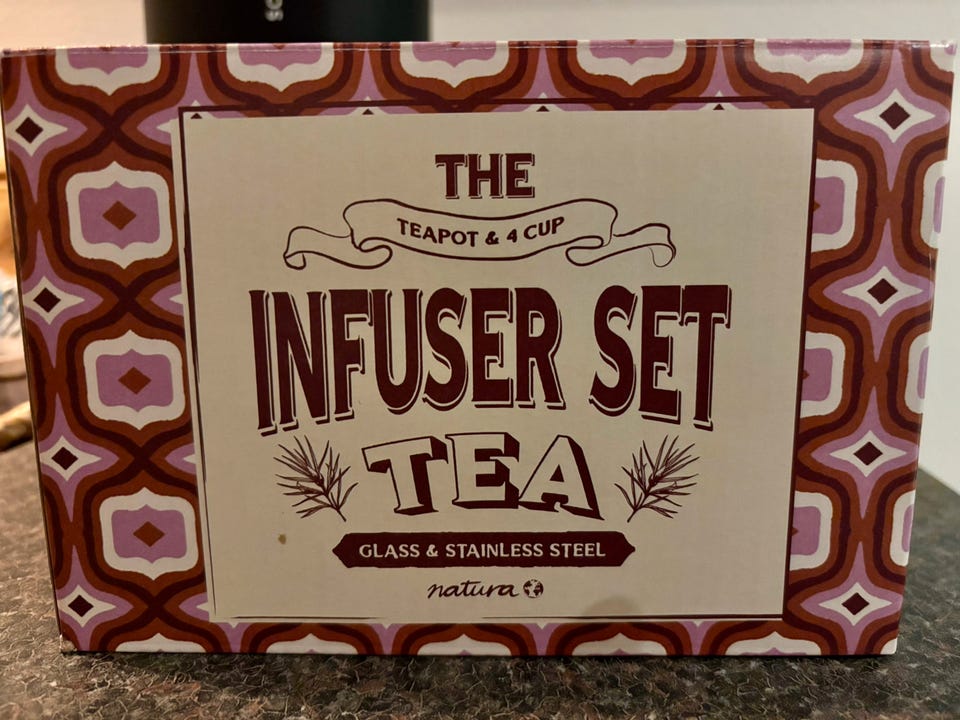 THE
TEAPOT & 4 CUP
INFUSER SET
TEA
GLASS & STAINLESS STEEL
natura